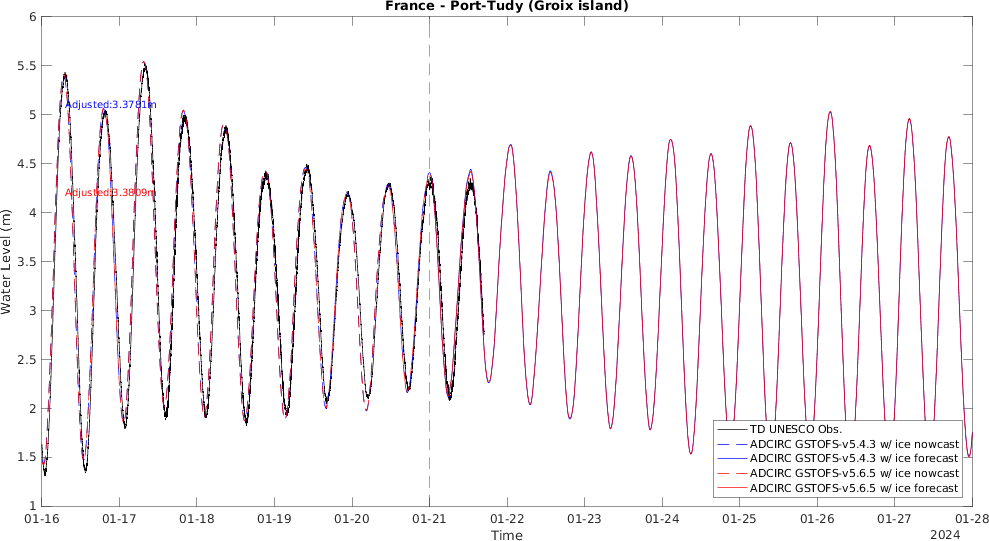 France - Port-Tudy (Groix island)
6
5.5
5
4.5
4
3.5
3
2.5
2
1.5
1
Water Level (m)
Adjusted:3.3781m
Adjusted:3.3809m
TD UNESCO Obs.
ADCIRC GSTOFS-v5.4.3 w/ ice nowcast
ADCIRC GSTOFS-v5.4.3 w/ ice forecast
ADCIRC GSTOFS-v5.6.5 w/ ice nowcast
ADCIRC GSTOFS-v5.6.5 w/ ice forecast
01-16 01-17 01-18 01-19 01-20 01-21 01-22 01-23 01-24 01-25 01-26 01-27 01-28
Time
2024